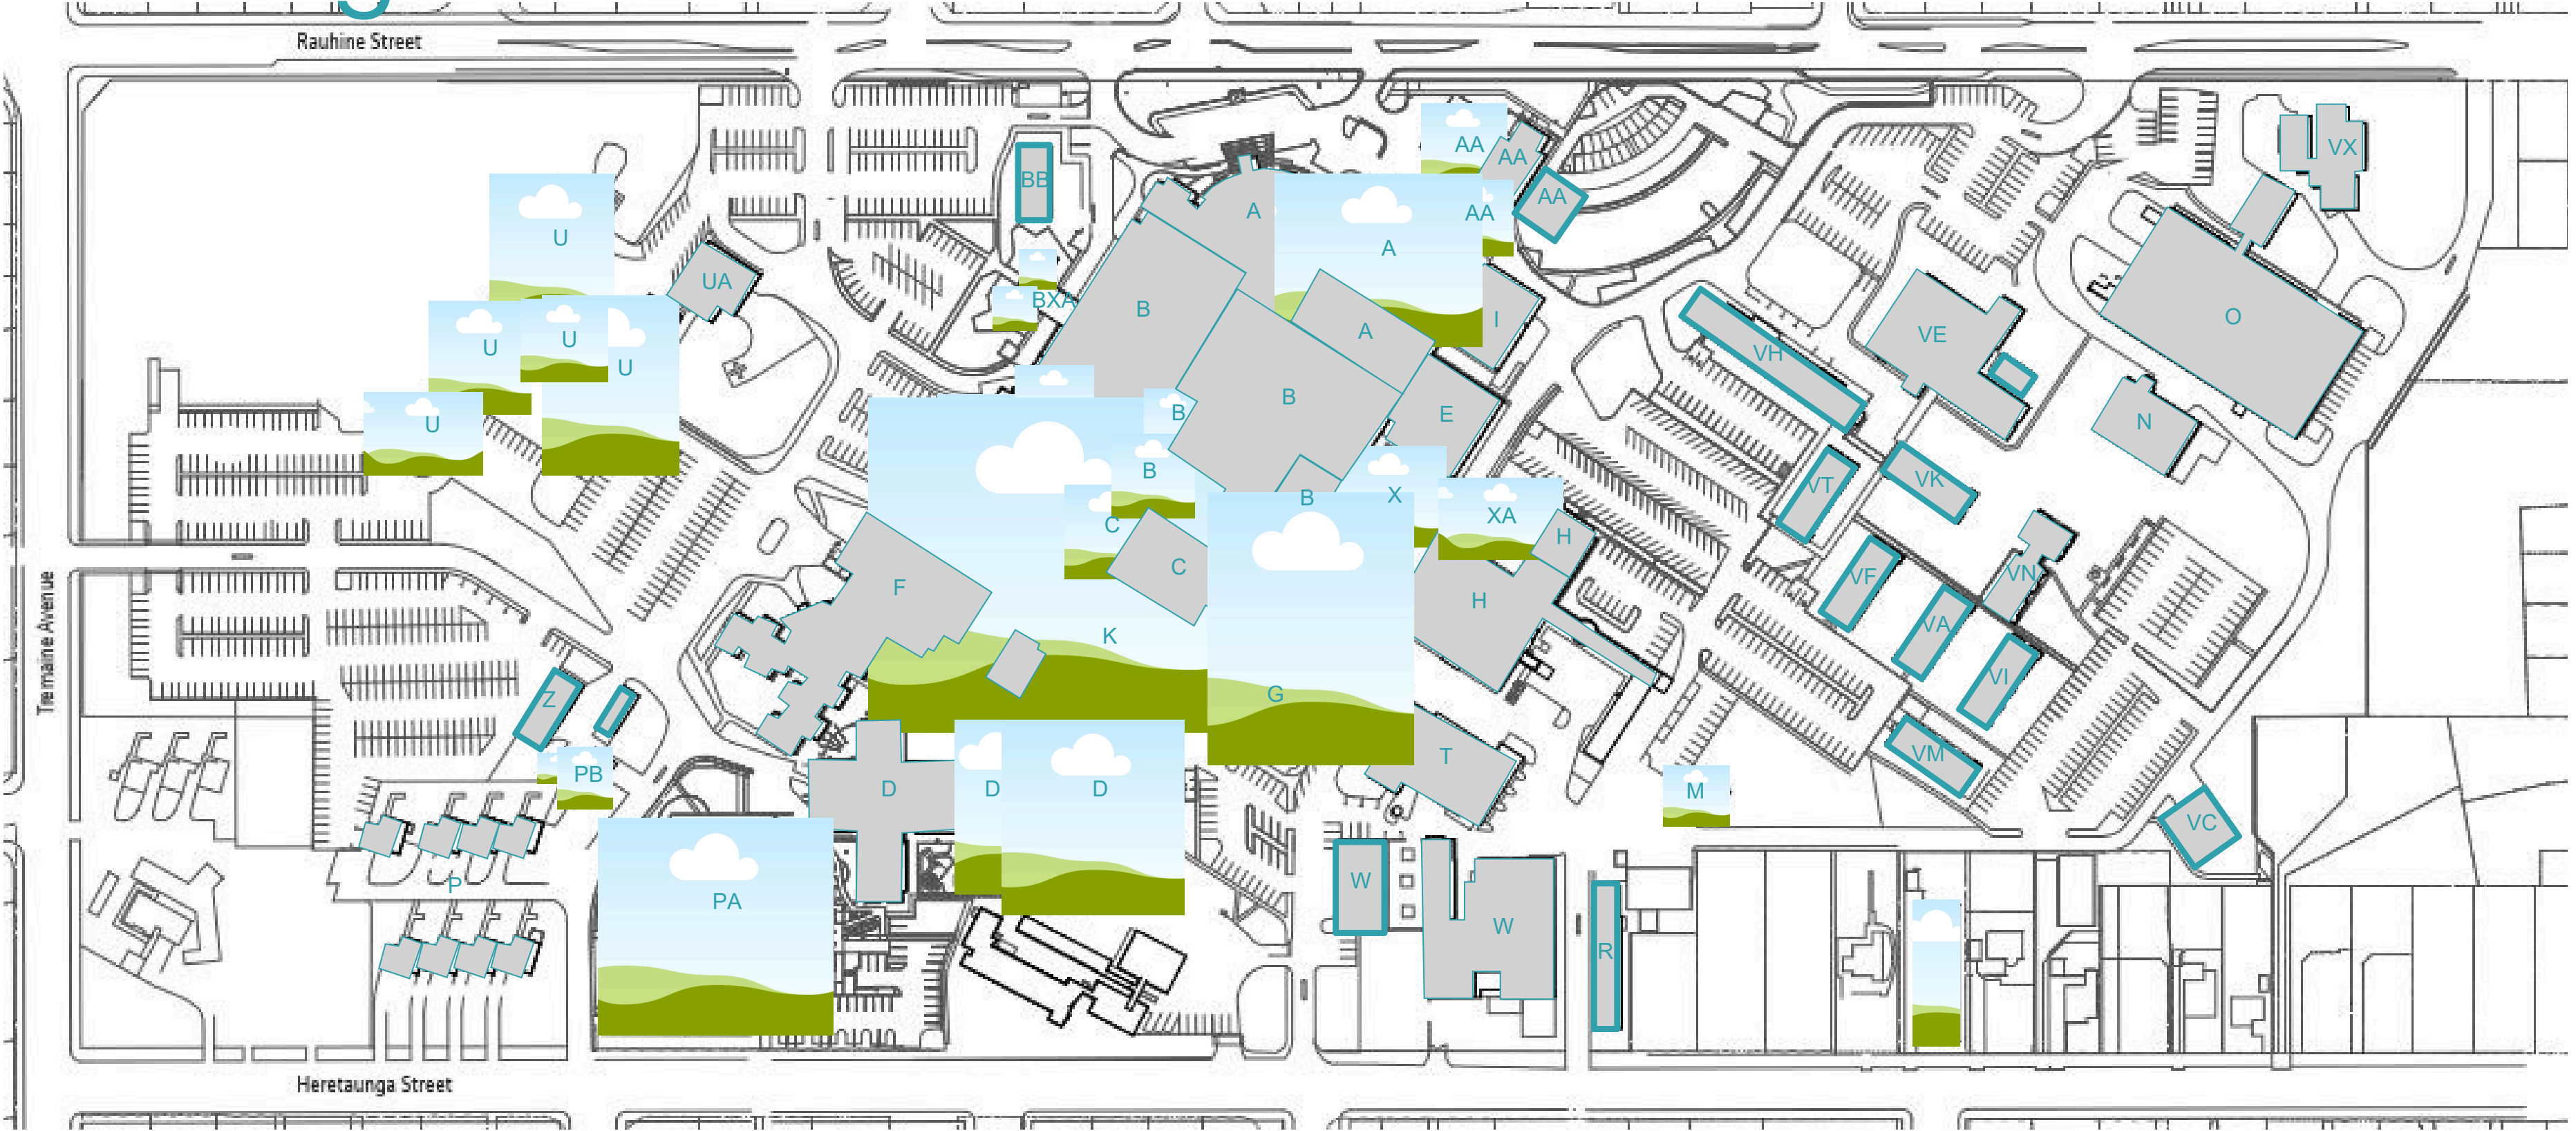 Rauhine Street
AA
AA
VX
BB
AA
A
AA
U
A
UA
BXA
B
I
O
A
VE
U
U
U
VH
B
B
E
N
U
B
VT
VK
X
B
XA
C
H
C
VF
VN
F
H
Tremaine Avenue
VA
K
VI
G
Z
VM
T
PB
D
D
D
M
VC
W
P
PA
W
R
Heretaunga Street